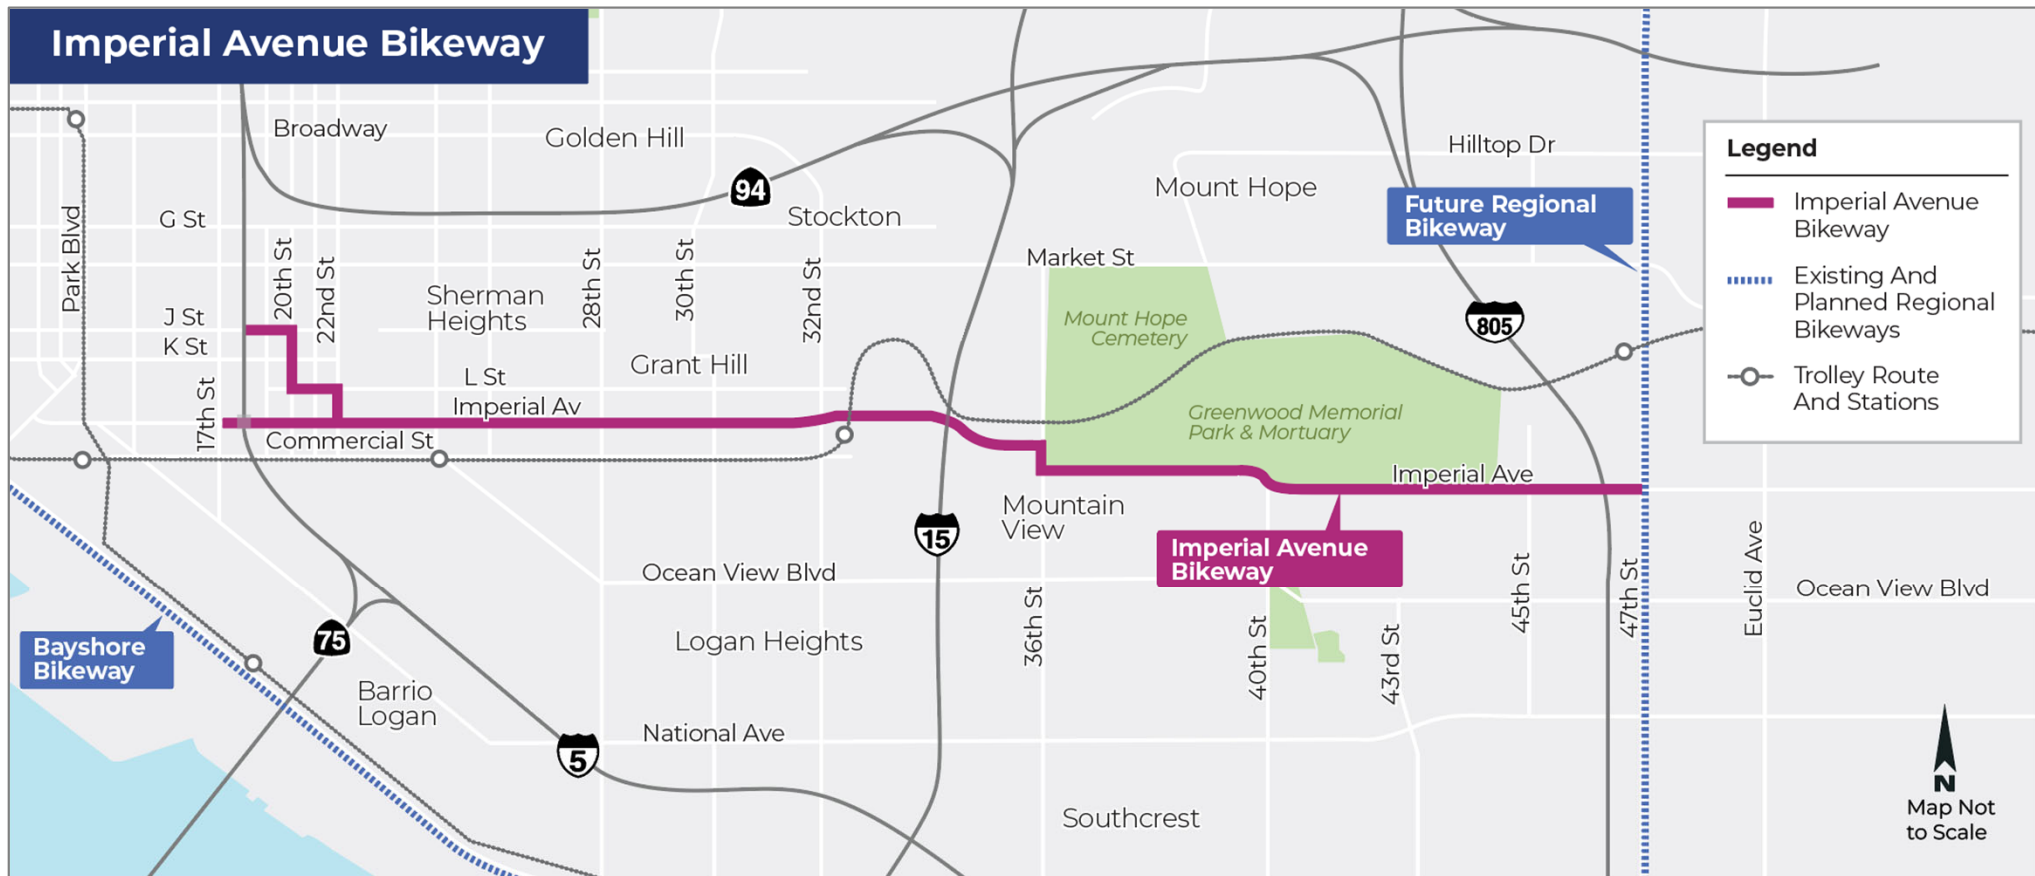 Imperial Avenue Bikeway
Broadway
Golden Hill
94
Hilltop Dr
Legend
Mount Hope
Imperial Avenue
Bikeway
Future Regional
Bikeway
G St
Stockton
Park Blvd
20th St
22nd St
28th St
30th St
32nd St
Market St
Existing And
Planned Regional
Bikeways
Sherman
Heights
J St
K St
Mount Hope
Cemetery
805
Grant Hill
L St
Trolley Route
And Stations
17th St
Imperial Av
Commercial St
Greenwood Memorial
Park & Mortuary
Imperial Ave
Mountain
View
15
Imperial Avenue
Bikeway
Ocean View Blvd
36th St
40th St
43rd St
45th St
47th St
Euclid Ave
Ocean View Blvd
75
Bayshore
Bikeway
Logan Heights
Barrio
Logan
National Ave
5
Southcrest
N
Map Not
to Scale